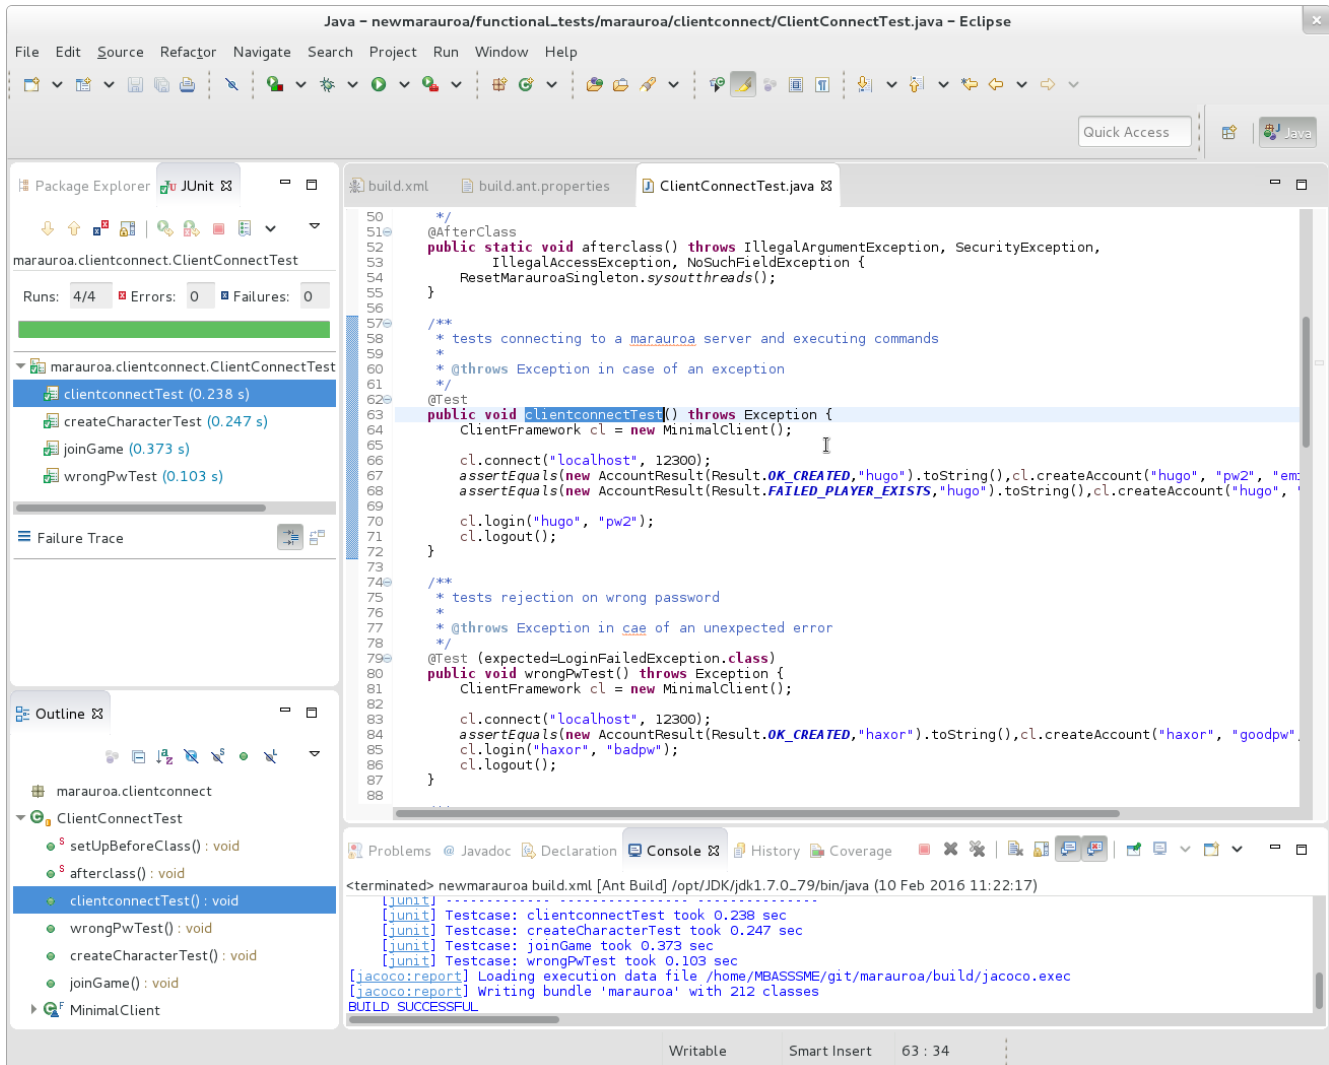 Java – newmarauroa/functional_tests/marauroa/clientconnect/ClientConnectTest.java – Eclipse
File Edit Source Refactor Navigate Search Project Run Window Help
Quick Access
Java
Package Explorer JUnit
marauroa.clientconnect.ClientConnectTest
Runs: 4/4 Errors: 0 Failures: 0
marauroa.clientconnect.ClientConnectTest
clientconnectTest (0.238 s)
createCharacterTest (0.247 s)
joinGame (0.373 s)
wrongPwTest (0.103 s)
Failure Trace
Outline
marauroa.clientconnect
ClientConnectTest
setUpBeforeClass() : void
afterclass() : void
clientconnectTest() : void
wrongPwTest() : void
createCharacterTest() : void
joinGame() : void
MinimalClient
build.xml build.ant.properties ClientConnectTest.java
50 */
51 @AfterClass
52 public static void afterclass() throws IllegalArgumentException, SecurityException,
53 IllegalAccessException, NoSuchFieldException {
54 ResetMarauroaSingleton.sysoutthreads();
55 }
56
57 /**
58 * tests connecting to a marauroa server and executing commands
59 *
60 * @throws Exception in case of an exception
61 */
62 @Test
63 public void clientconnectTest() throws Exception {
64 ClientFramework cl = new MinimalClient();
65
66 cl.connect("localhost", 12300);
67 assertEquals(new AccountResult(Result.OK_CREATED,"hugo").toString(),cl.createAccount("hugo", "pw2", "em
68 assertEquals(new AccountResult(Result.FAILED_PLAYER_EXISTS,"hugo").toString(),cl.createAccount("hugo",
69
70 cl.login("hugo", "pw2");
71 cl.logout();
72 }
73
74 /**
75 * tests rejection on wrong password
76 *
77 * @throws Exception in cae of an unexpected error
78 */
79 @Test (expected=LoginFailedException.class)
80 public void wrongPwTest() throws Exception {
81 ClientFramework cl = new MinimalClient();
82
83 cl.connect("localhost", 12300);
84 assertEquals(new AccountResult(Result.OK_CREATED,"haxor").toString(),cl.createAccount("haxor", "goodpw"
85 cl.login("haxor", "badpw");
86 cl.logout();
87 }
88
Problems @ Javadoc Declaration Console History Coverage
<terminated> newmarauroa build.xml [Ant Build] /opt/JDK/jdk1.7.0_79/bin/java (10 Feb 2016 11:22:17)
[junit] ------------- ---------------- ---------------
[junit] Testcase: clientconnectTest took 0.238 sec
[junit] Testcase: createCharacterTest took 0.247 sec
[junit] Testcase: joinGame took 0.373 sec
[junit] Testcase: wrongPwTest took 0.103 sec
[jacoco:report] Loading execution data file /home/MBASSSME/git/marauroa/build/jacoco.exec
[jacoco:report] Writing bundle 'marauroa' with 212 classes
BUILD SUCCESSFUL
Writable Smart Insert 63 : 34